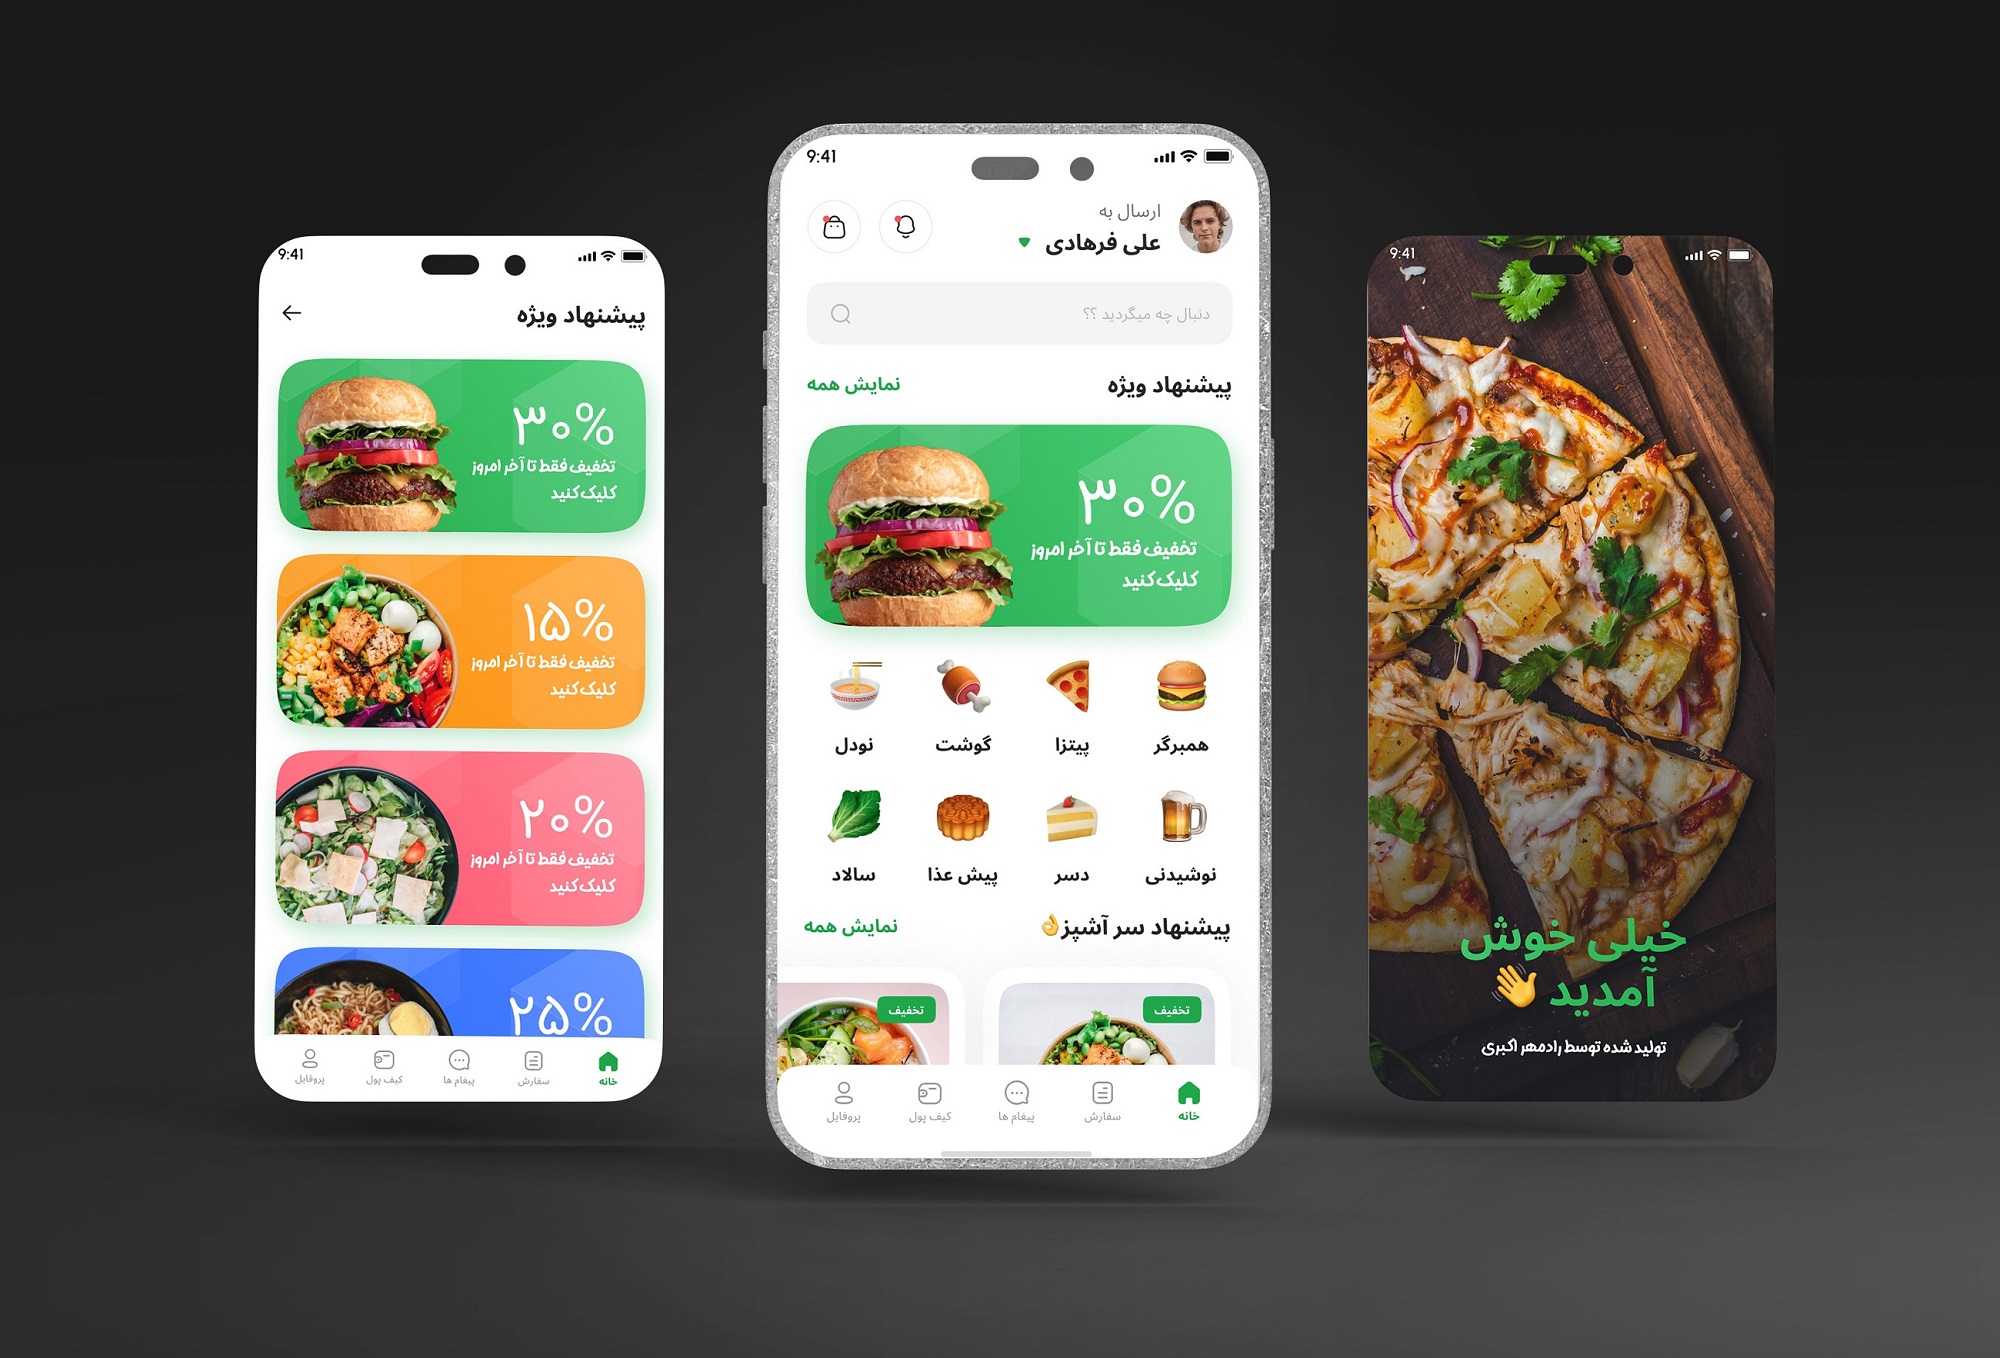 9:41
پیشنهاد ویژه
۳۰%
تخفیف فقط تا آخر امروز
کلیک کنید
۱۵%
تخفیف فقط تا آخر امروز
کلیک کنید
۲۰%
تخفیف فقط تا آخر امروز
کلیک کنید
۲۵%
خانه سفارش پیغام ها کیف پول پروفایل
9:41
ارسال به
علی فرهادی
دنبال چه میگردید ؟؟
پیشنهاد ویژه نمایش همه
۳۰%
تخفیف فقط تا آخر امروز
کلیک کنید
همبرگر پیتزا گوشت نودل
نوشیدنی دسر پیش عذا سالاد
پیشنهاد سر آشپز👌 نمایش همه
تخفیف تخفیف
خانه سفارش پیغام ها کیف پول پروفایل
9:41
خیلی خوش
آمدید 👋
تولید شده توسط رادمهر اکبری